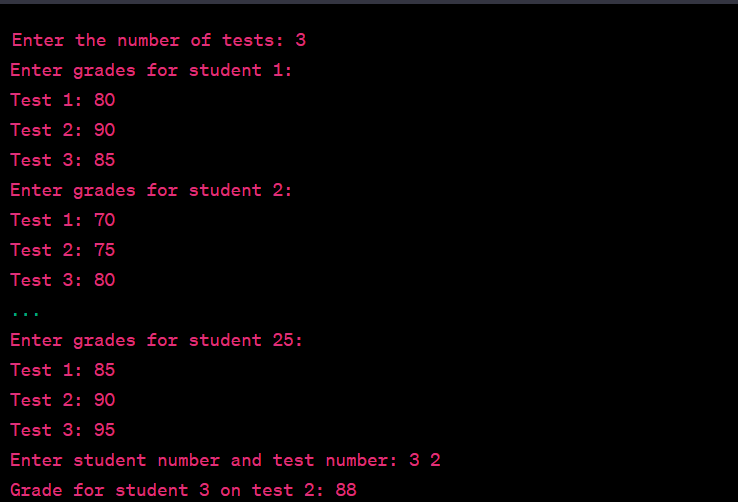 Enter the number of tests: 3
Enter grades for student 1:
Test 1: 80
Test 2: 90
Test 3: 85
Enter grades for student 2:
Test 1: 70
Test 2: 75
Test 3: 80
...
Enter grades for student 25:
Test 1: 85
Test 2: 90
Test 3: 95
Enter student number and test number: 3 2
Grade for student 3 on test 2: 88